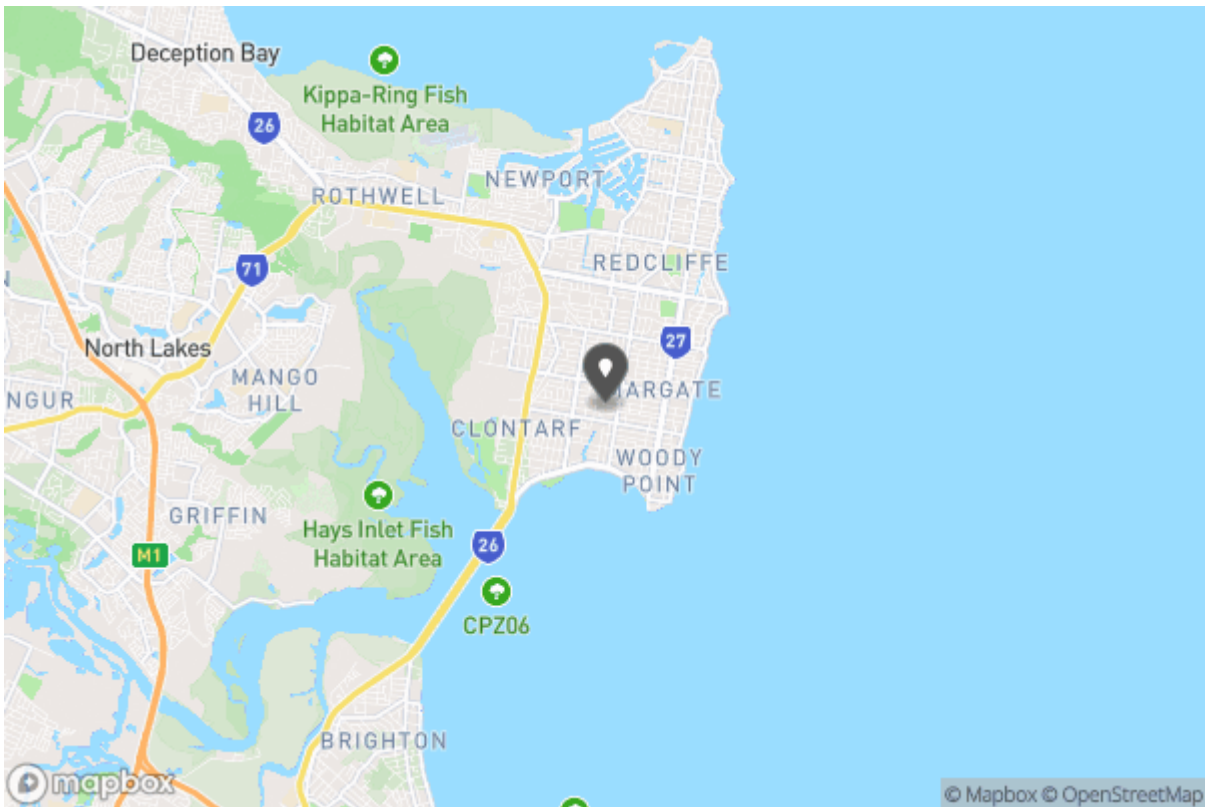 Deception Bay
Kippa-Ring Fish
Habitat Area
26
NEWPORT
ROTHWELL
REDCLIFFE
71
27
North Lakes
MANGO
HILL
NGUR
MARGATE
CLONTARF
WOODY
POINT
GRIFFIN
Hays Inlet Fish
Habitat Area
M1
26
CPZ06
BRIGHTON
mapbox
© Mapbox © OpenStreetMap